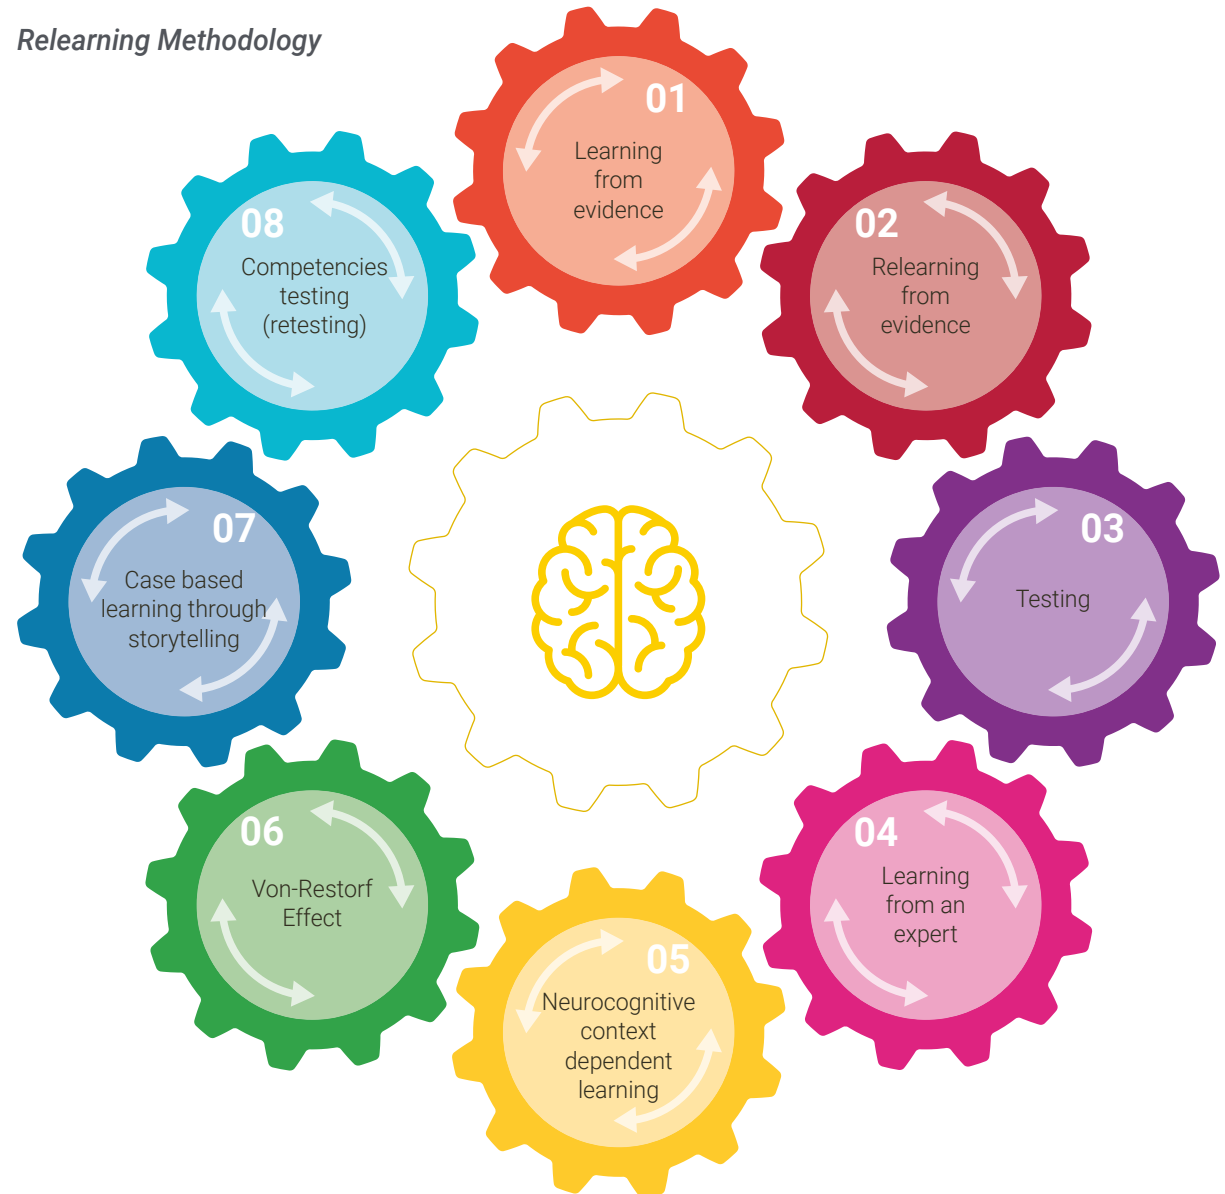 Relearning Methodology
01
Learning
from
evidence
02
Relearning
from
evidence
03
Testing
04
Learning
from an
expert
05
Neurocognitive
context
dependent
learning
06
Von-Restorf
Effect
07
Case based
learning through
storytelling
08
Competencies
testing
(retesting)